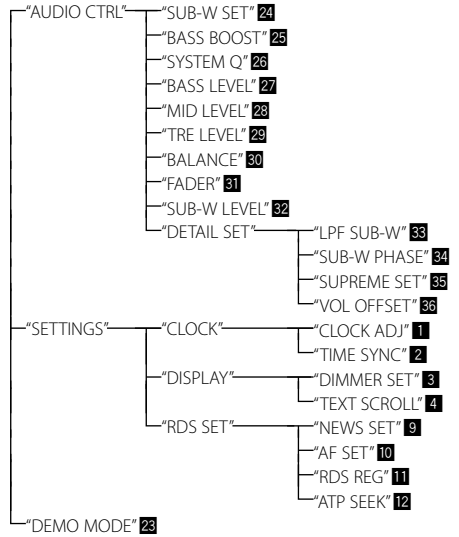 “AUDIO CTRL” “SUB-W SET” 24
“BASS BOOST” 25
“SYSTEM Q” 26
“BASS LEVEL” 27
“MID LEVEL” 28
“TRE LEVEL” 29
“BALANCE” 30
“FADER” 31
“SUB-W LEVEL” 32
“DETAIL SET” “LPF SUB-W” 33
“SUB-W PHASE” 34
“SUPREME SET” 35
“VOL OFFSET” 36
“SETTINGS” “CLOCK” “CLOCK ADJ” 1
“TIME SYNC” 2
“DISPLAY” “DIMMER SET” 3
“TEXT SCROLL” 4
“RDS SET” “NEWS SET” 9
“AF SET” 10
“RDS REG” 11
“ATP SEEK” 12
“DEMO MODE” 23